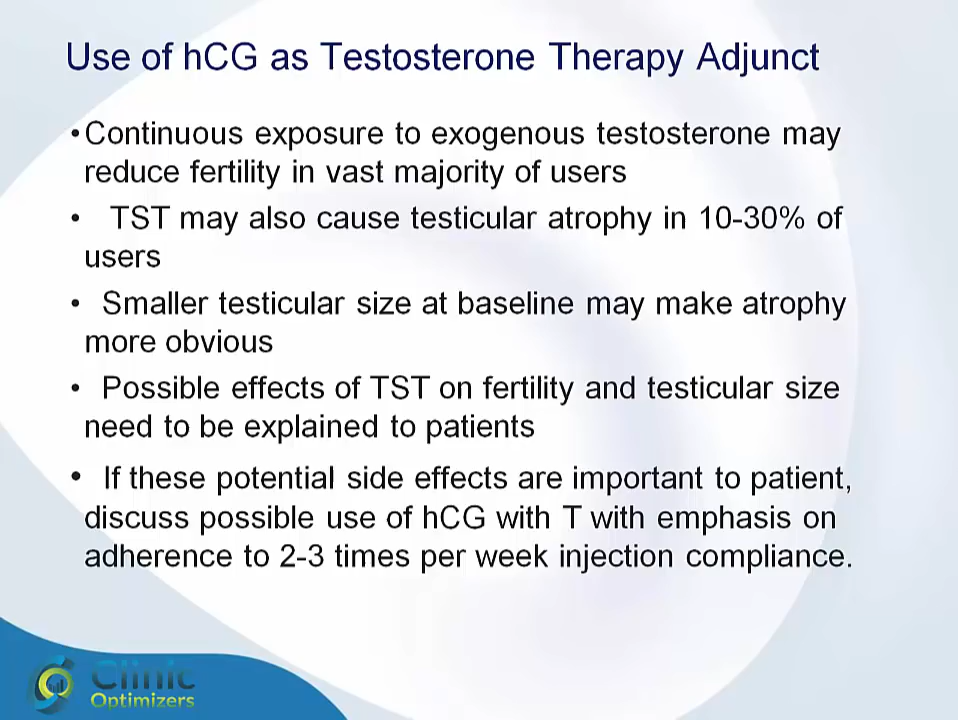 Use of hCG as Testosterone Therapy Adjunct
•Continuous exposure to exogenous testosterone may
reduce fertility in vast majority of users
• TST may also cause testicular atrophy in 10-30% of
users
• Smaller testicular size at baseline may make atrophy
more obvious
• Possible effects of TST on fertility and testicular size
need to be explained to patients
• If these potential side effects are important to patient,
discuss possible use of hCG with T with emphasis on
adherence to 2-3 times per week injection compliance.
Clinic
Optimizers